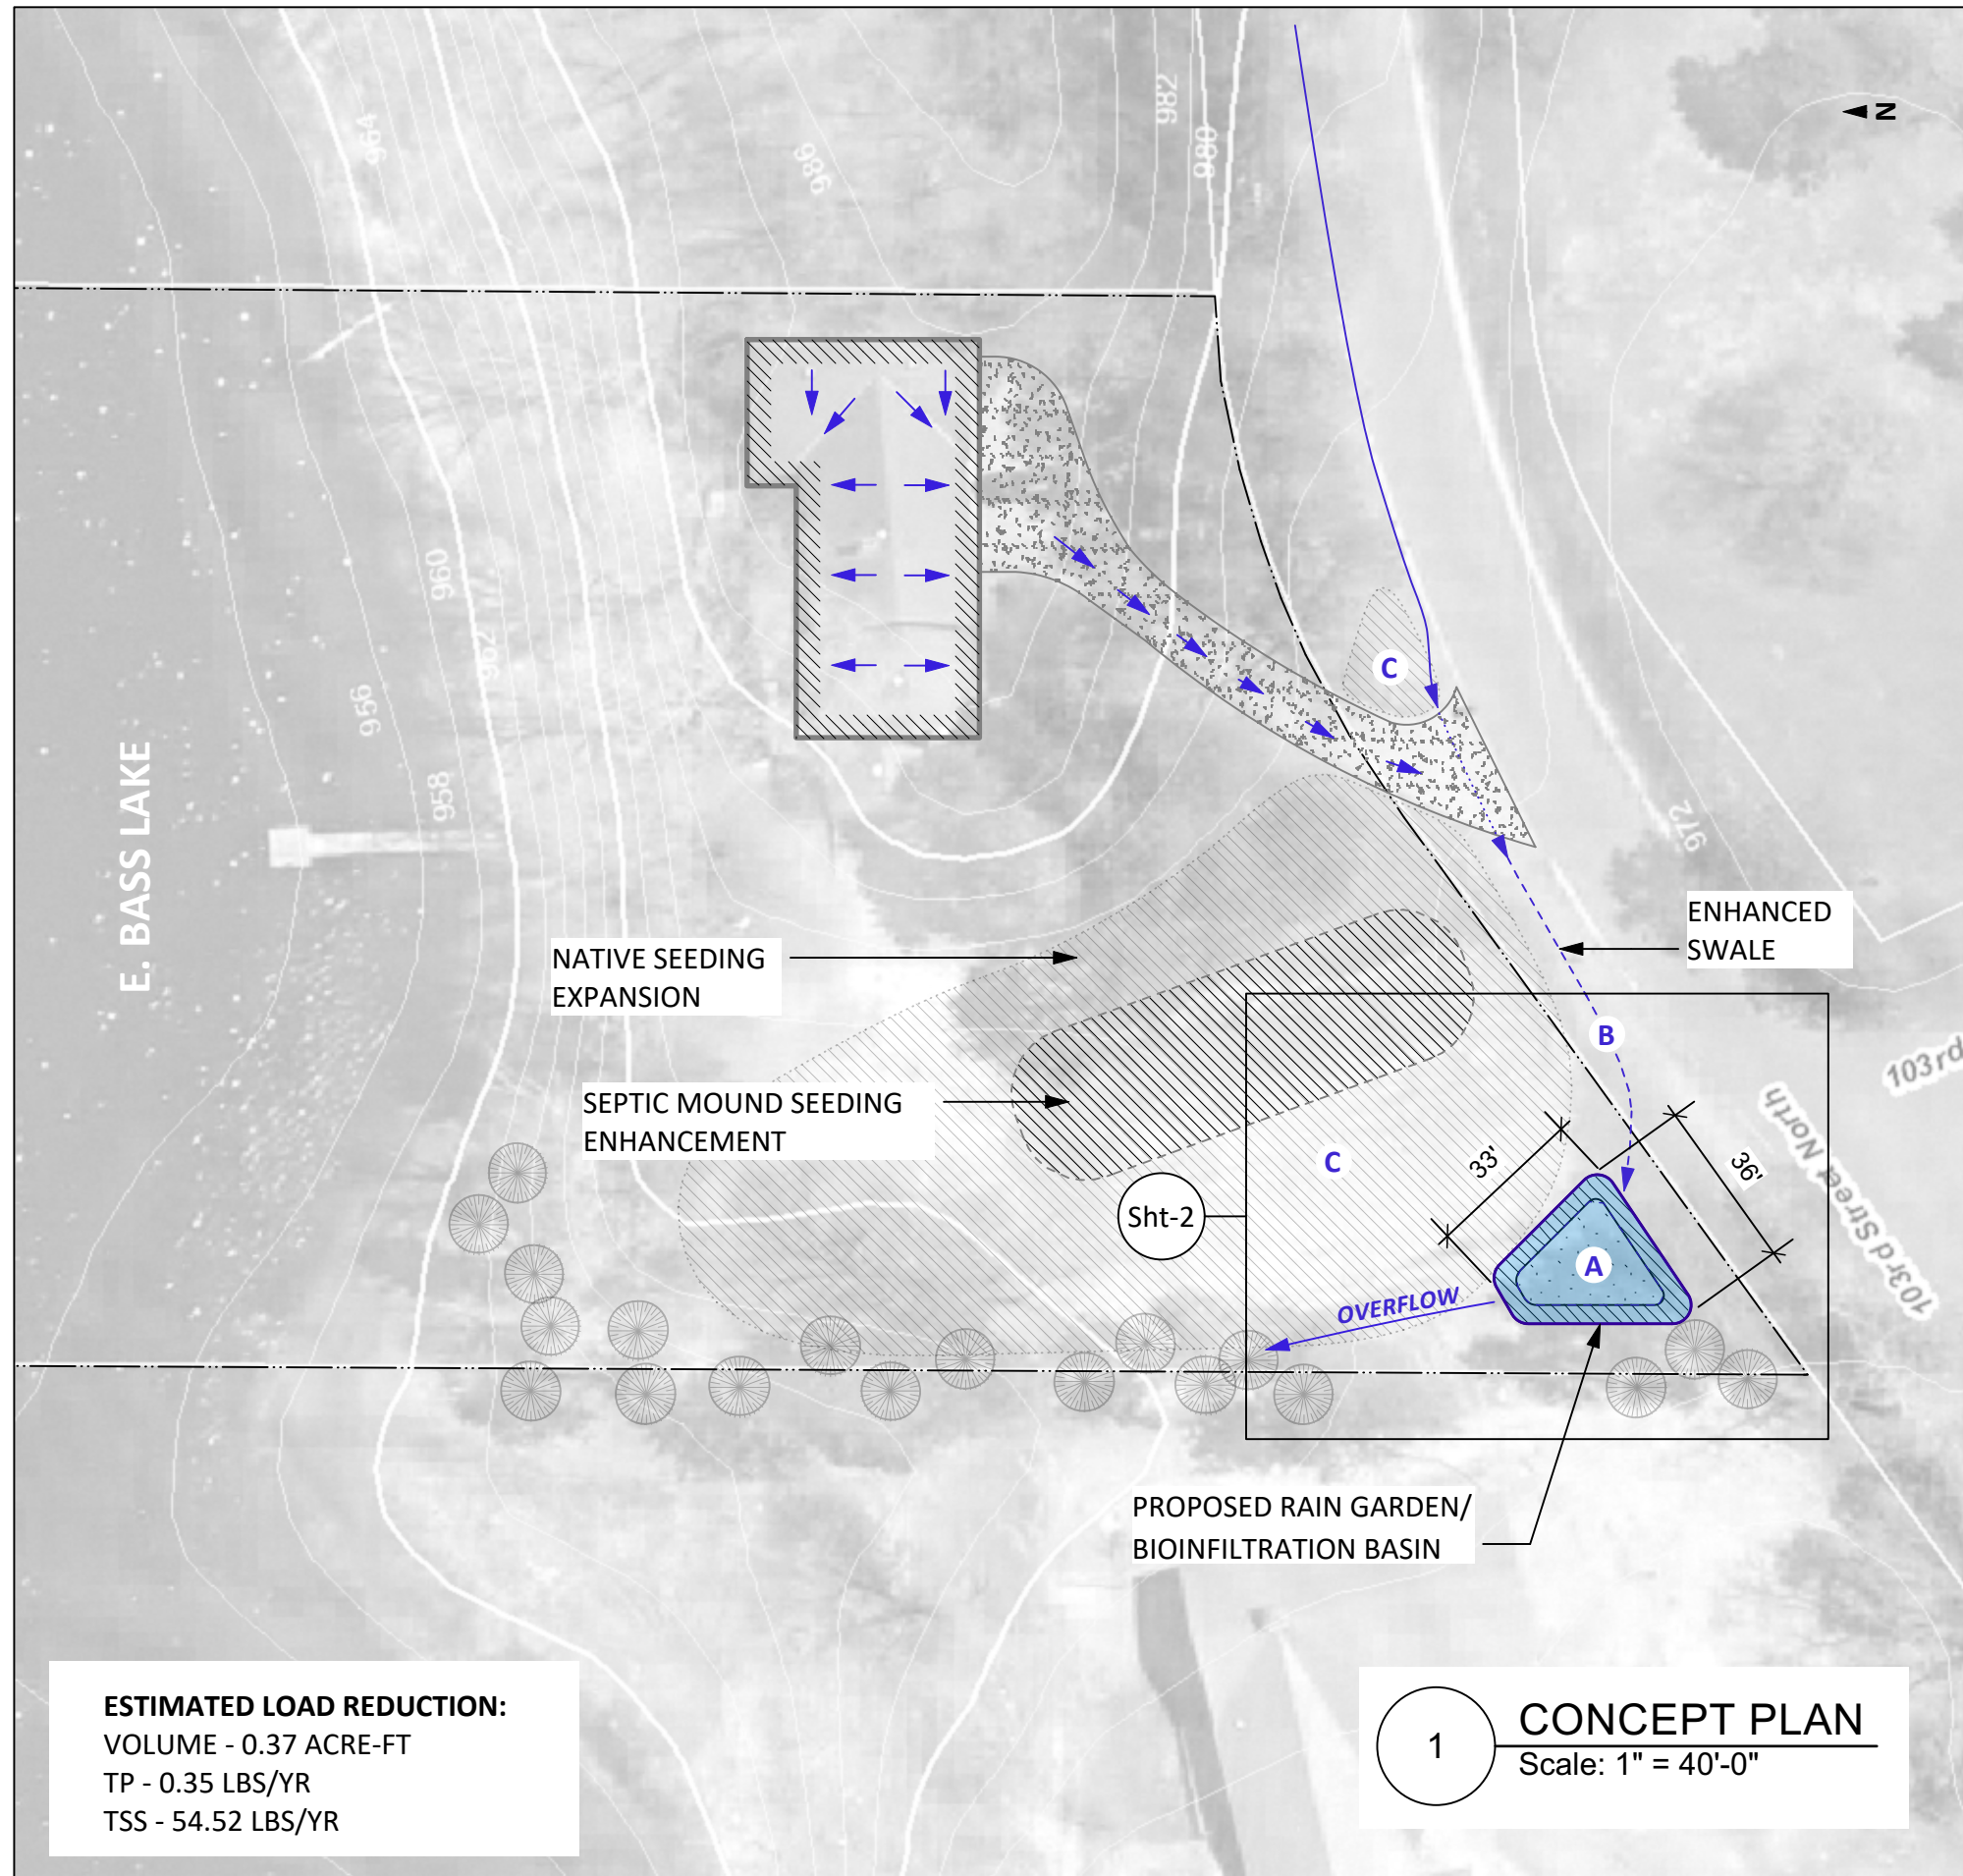 964
986
982
980
N
960
962
956
958
E. BASS LAKE
C
972
NATIVE SEEDING
EXPANSION
ENHANCED
SWALE
B
103rd
103rd Street North
SEPTIC MOUND SEEDING
ENHANCEMENT
C
33'
36'
Sht-2
A
OVERFLOW
PROPOSED RAIN GARDEN/
BIOINFILTRATION BASIN
ESTIMATED LOAD REDUCTION:
VOLUME - 0.37 ACRE-FT
TP - 0.35 LBS/YR
TSS - 54.52 LBS/YR
1
CONCEPT PLAN
Scale: 1" = 40'-0"